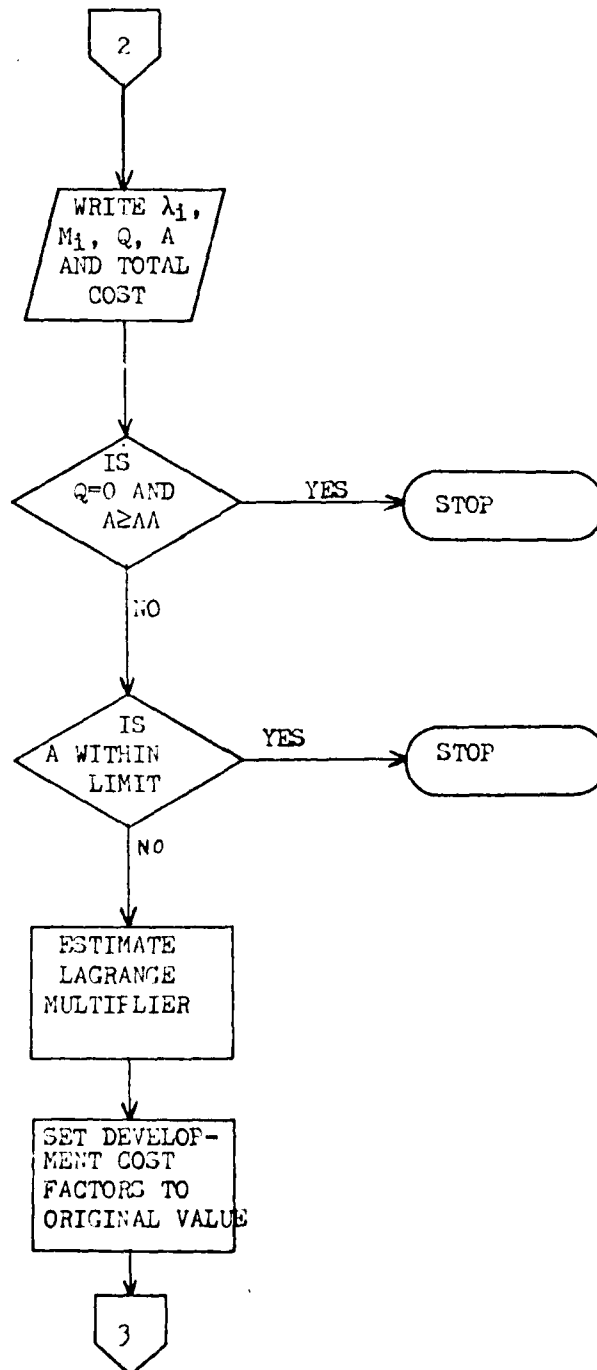 2
WRITE λi,
Mi, Q, A
AND TOTAL
COST
IS
Q=0 AND
A≥AA
YES
STOP
NO
IS
A WITHIN
LIMIT
YES
STOP
NO
ESTIMATE
LAGRANGE
MULTIPLIER
SET DEVELOP-
MENT COST
FACTORS TO
ORIGINAL VALUE
3